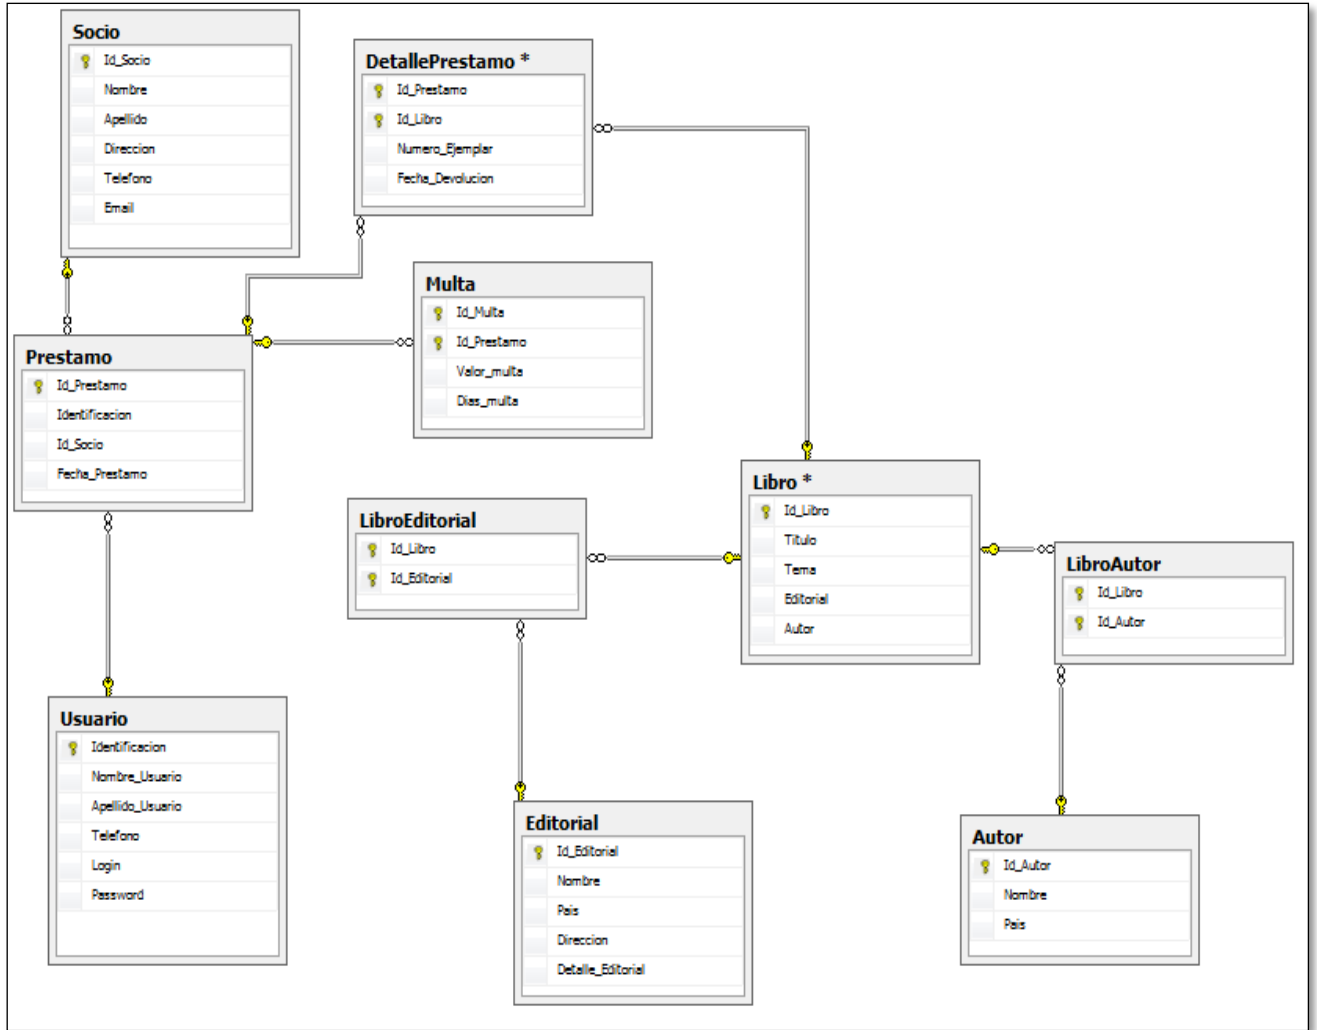 Socio
Id_Socio
Nombre
Apellido
Direccion
Telefono
Email
DetallePrestamo *
Id_Prestamo
Id_Libro
Numero_Ejemplar
Fecha_Devolucion
Multa
Id_Multa
Id_Prestamo
Valor_multa
Dias_multa
Prestamo
Id_Prestamo
Identificacion
Id_Socio
Fecha_Prestamo
LibroEditorial
Id_Libro
Id_Editorial
Libro *
Id_Libro
Titulo
Tema
Editorial
Autor
LibroAutor
Id_Libro
Id_Autor
Usuario
Identificacion
Nombre_Usuario
Apellido_Usuario
Telefono
Login
Password
Editorial
Id_Editorial
Nombre
Pais
Direccion
Detalle_Editorial
Autor
Id_Autor
Nombre
Pais